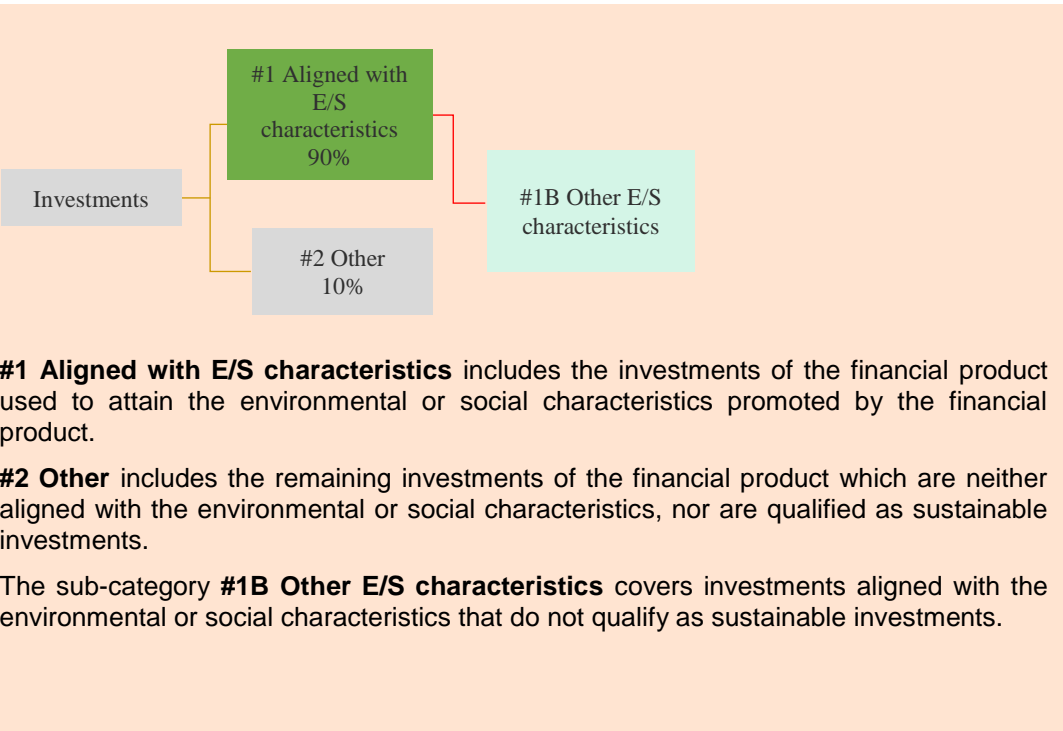 #1 Aligned with
E/S
characteristics
90%
Investments
#1B Other E/S
characteristics
#2 Other
10%
#1 Aligned with E/S characteristics includes the investments of the financial product
used to attain the environmental or social characteristics promoted by the financial
product.
#2 Other includes the remaining investments of the financial product which are neither
aligned with the environmental or social characteristics, nor are qualified as sustainable
investments.
The sub-category #1B Other E/S characteristics covers investments aligned with the
environmental or social characteristics that do not qualify as sustainable investments.